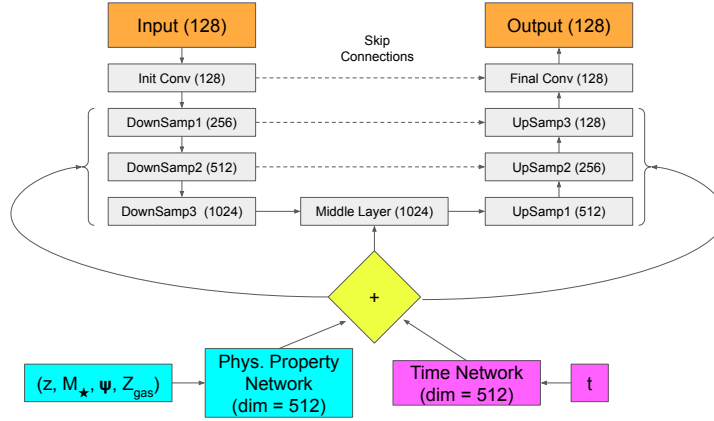 Input (128)
Output (128)
Skip
Connections
Init Conv (128)
Final Conv (128)
DownSamp1 (256)
UpSamp3 (128)
DownSamp2 (512)
UpSamp2 (256)
DownSamp3 (1024)
Middle Layer (1024)
UpSamp1 (512)
+
(z, M★, ψ, Zgas)
Phys. Property
Network
(dim = 512)
Time Network
(dim = 512)
t